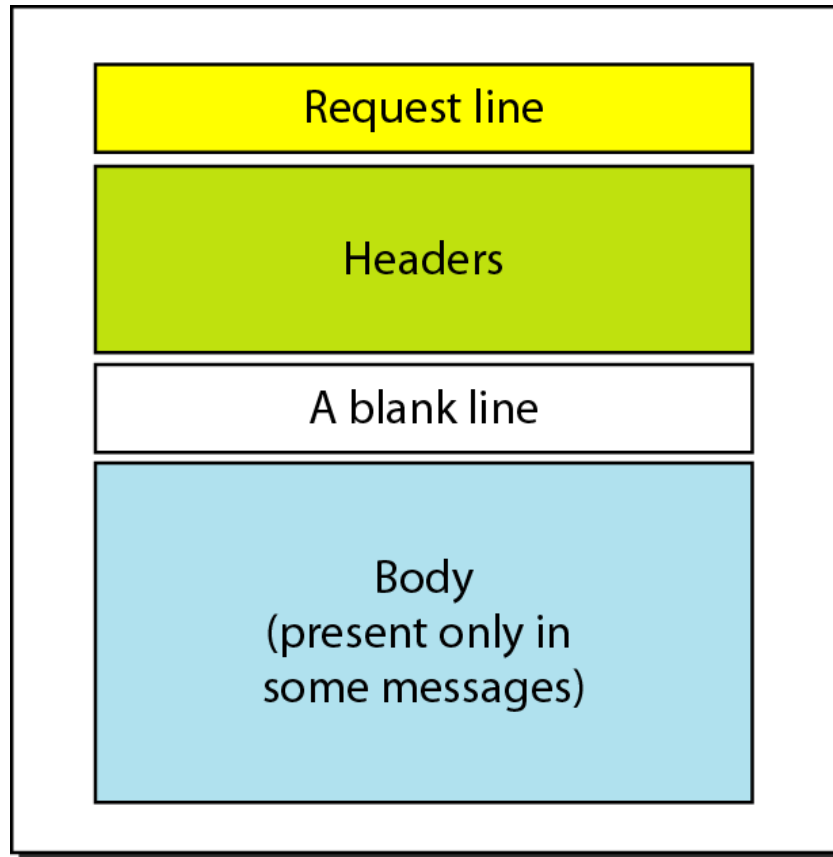 Request line
Headers
A blank line
Body
(present only in
some messages)